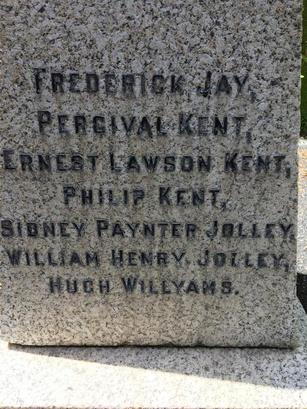 FREDERICK JAY,
PERCIVAL KENT,
ERNEST LAWSON KENT,
PHILIP KENT,
SIDNEY PAYNTER JOLLEY,
WILLIAM HENRY JOLLEY,
HUGH WILLYAMS.